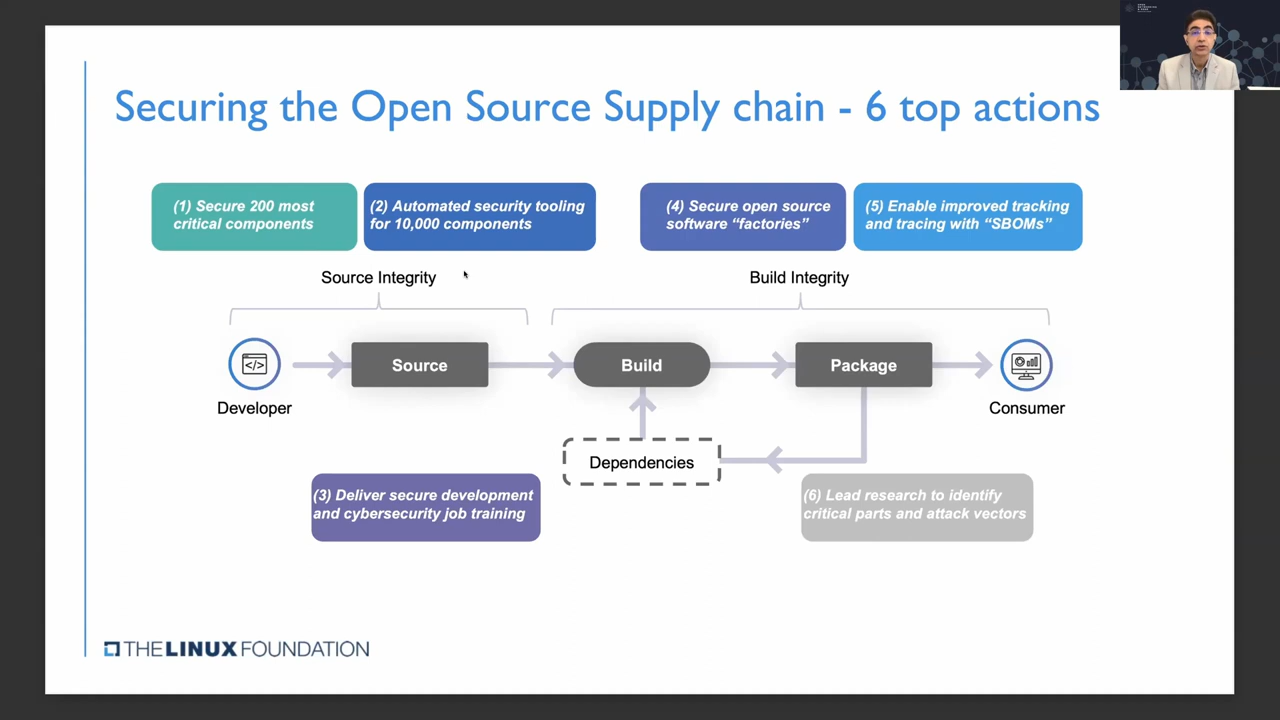 Securing the Open Source Supply chain - 6 top actions
(1) Secure 200 most
critical components
(2) Automated security tooling
for 10,000 components
(4) Secure open source
software “factories”
(5) Enable improved tracking
and tracing with “SBOMs”
Source Integrity
Build Integrity
Source
Build
Package
Developer
Consumer
Dependencies
(3) Deliver secure development
and cybersecurity job training
(6) Lead research to identify
critical parts and attack vectors
THE LINUX FOUNDATION